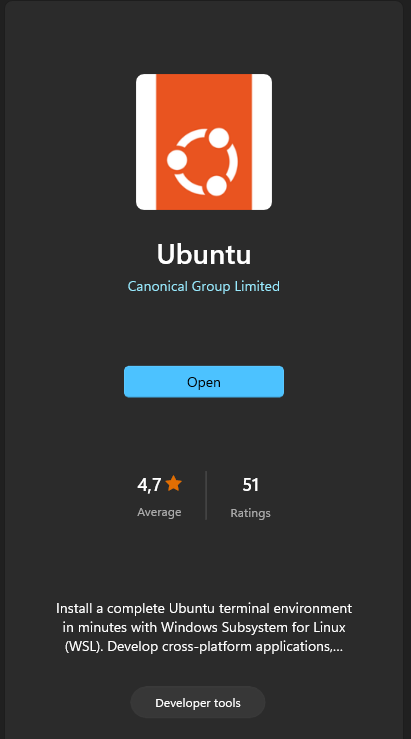 Ubuntu
Canonical Group Limited
Open
4,7
51
Average
Ratings
Install a complete Ubuntu terminal environment
in minutes with Windows Subsystem for Linux
(WSL). Develop cross-platform applications,...
Developer tools